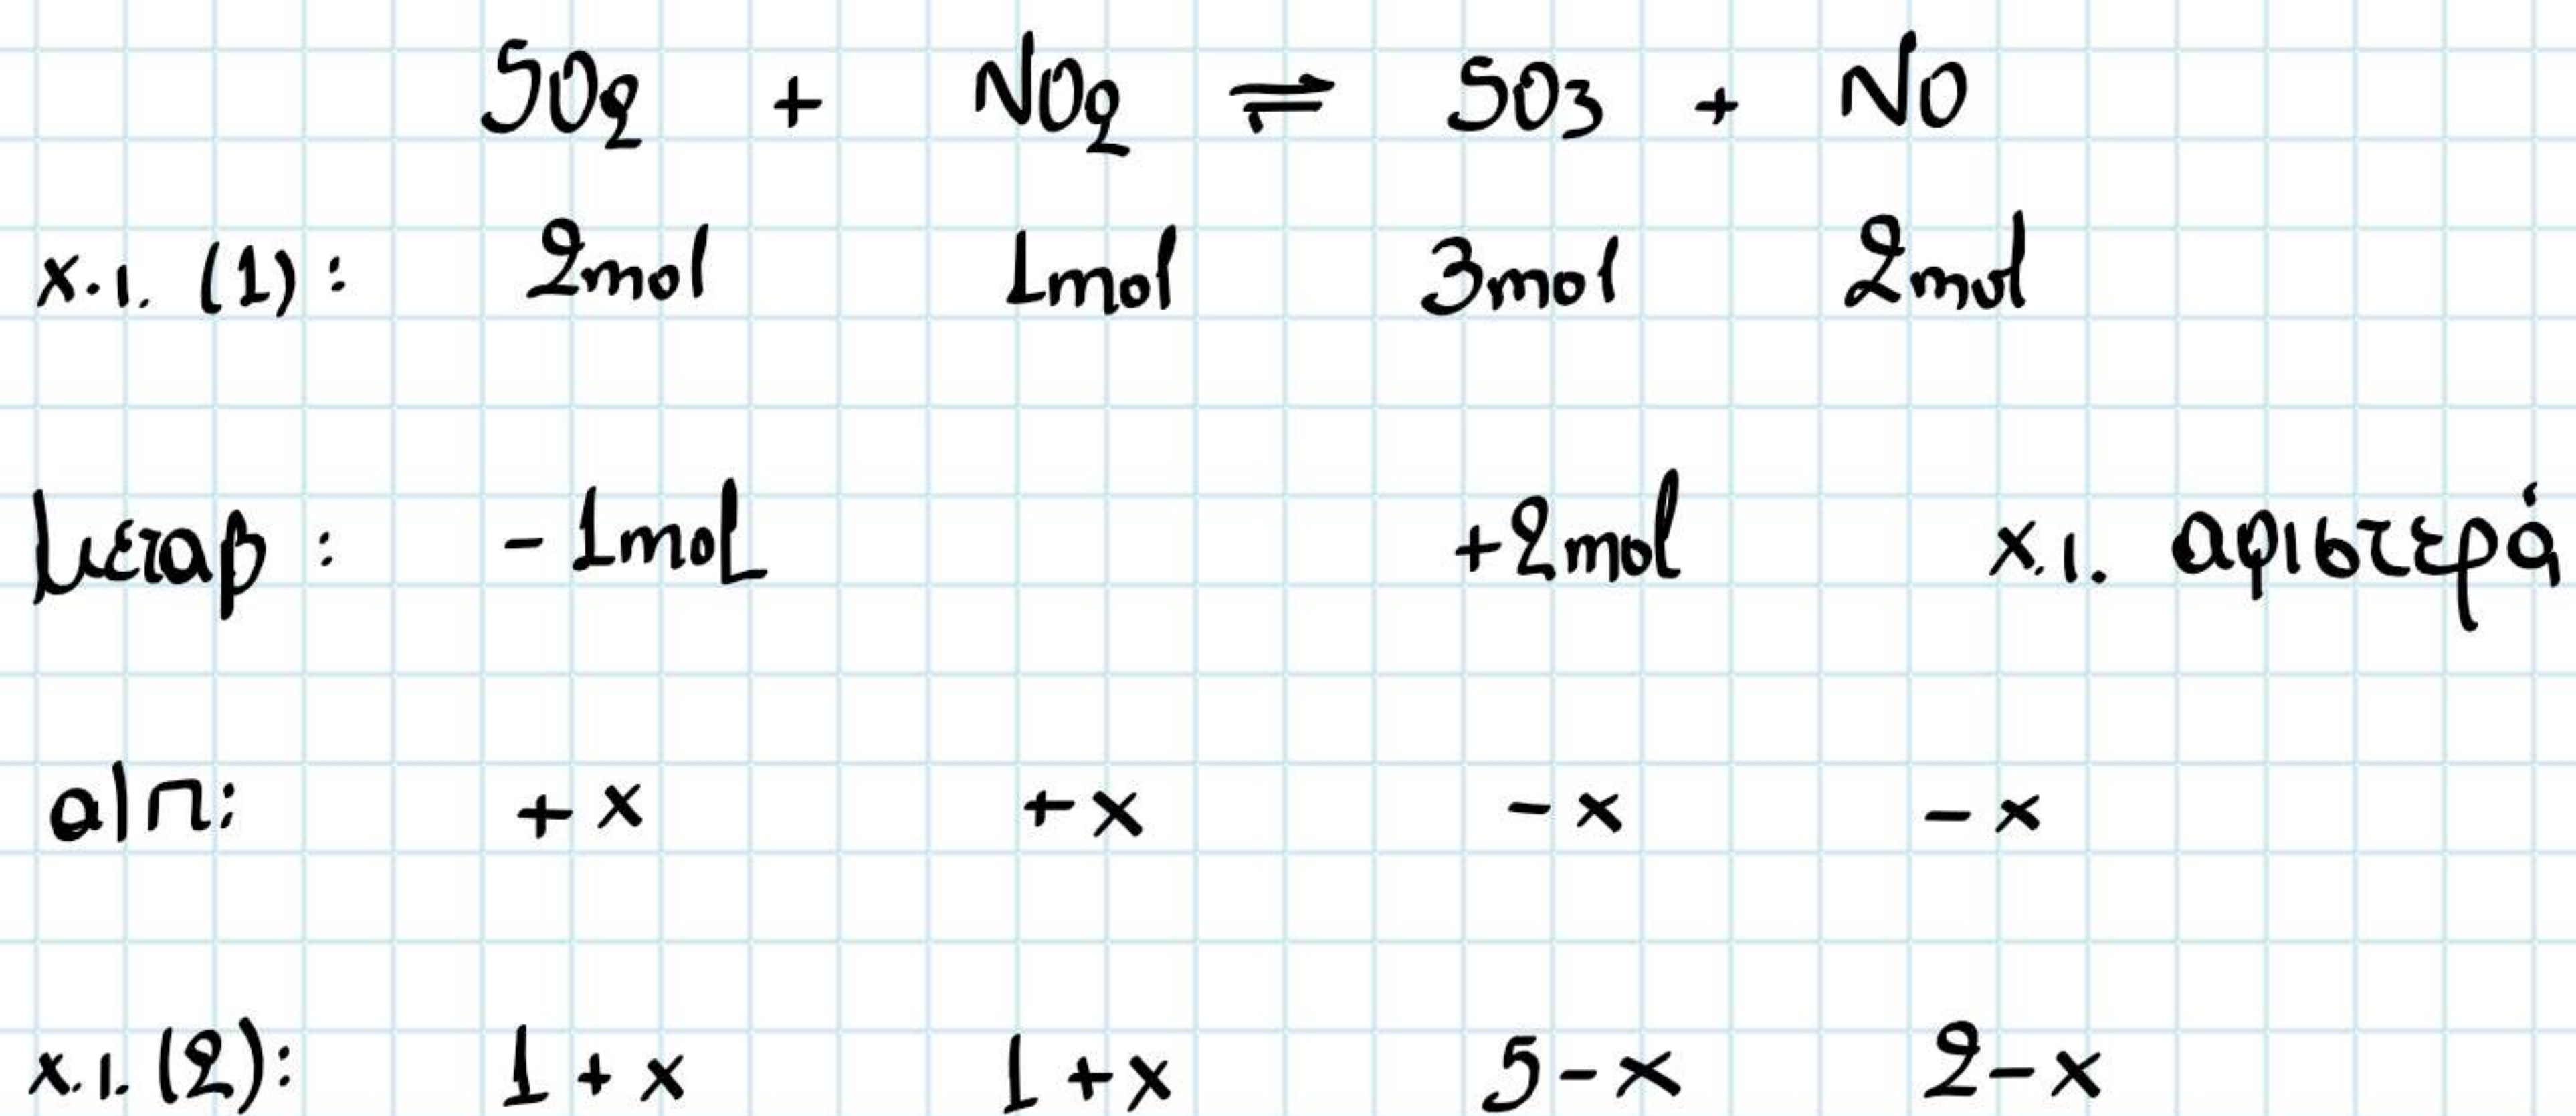 SO2 + NO2 ⇌ SO3 + NO
x.ι. (1): 2mol 1mol 3mol 2mol
μεταβ: -1mol +2mol x.ι. αριστερά
α|π: +x +x -x -x
x.ι. (2): 1+x 1+x 5-x 2-x